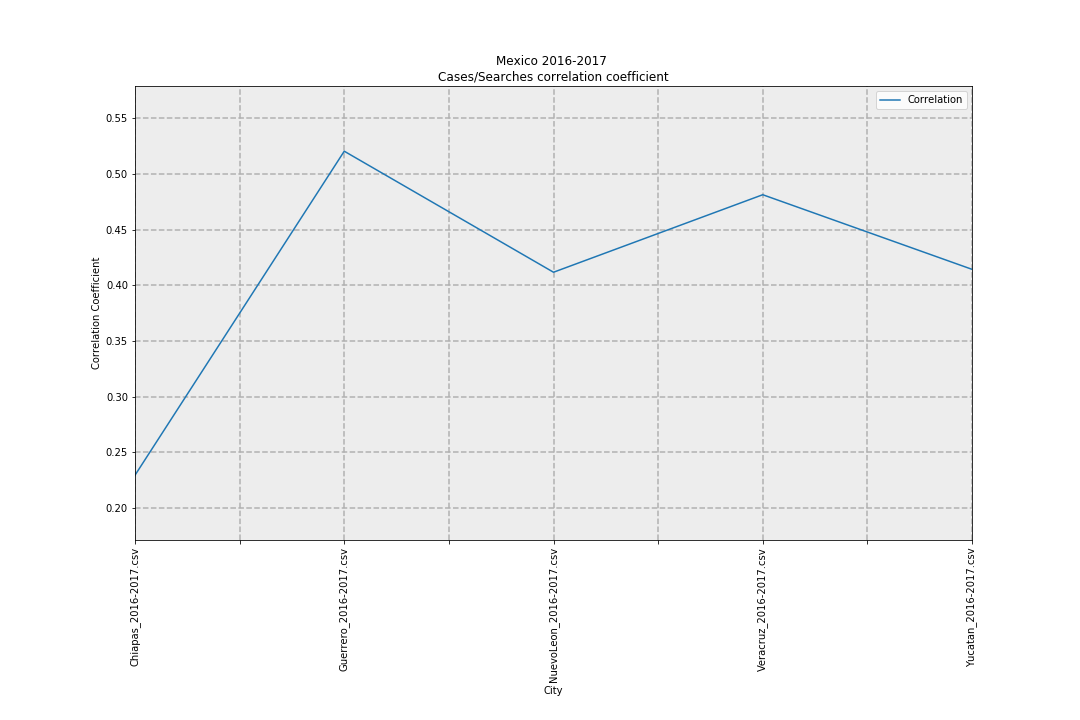 Mexico 2016-2017
Cases/Searches correlation coefficient
Correlation
0.55
0.50
0.45
0.40
0.35
0.30
0.25
0.20
Correlation Coefficient
Chiapas_2016-2017.csv
Guerrero_2016-2017.csv
NuevoLeon_2016-2017.csv
Veracruz_2016-2017.csv
Yucatan_2016-2017.csv
City